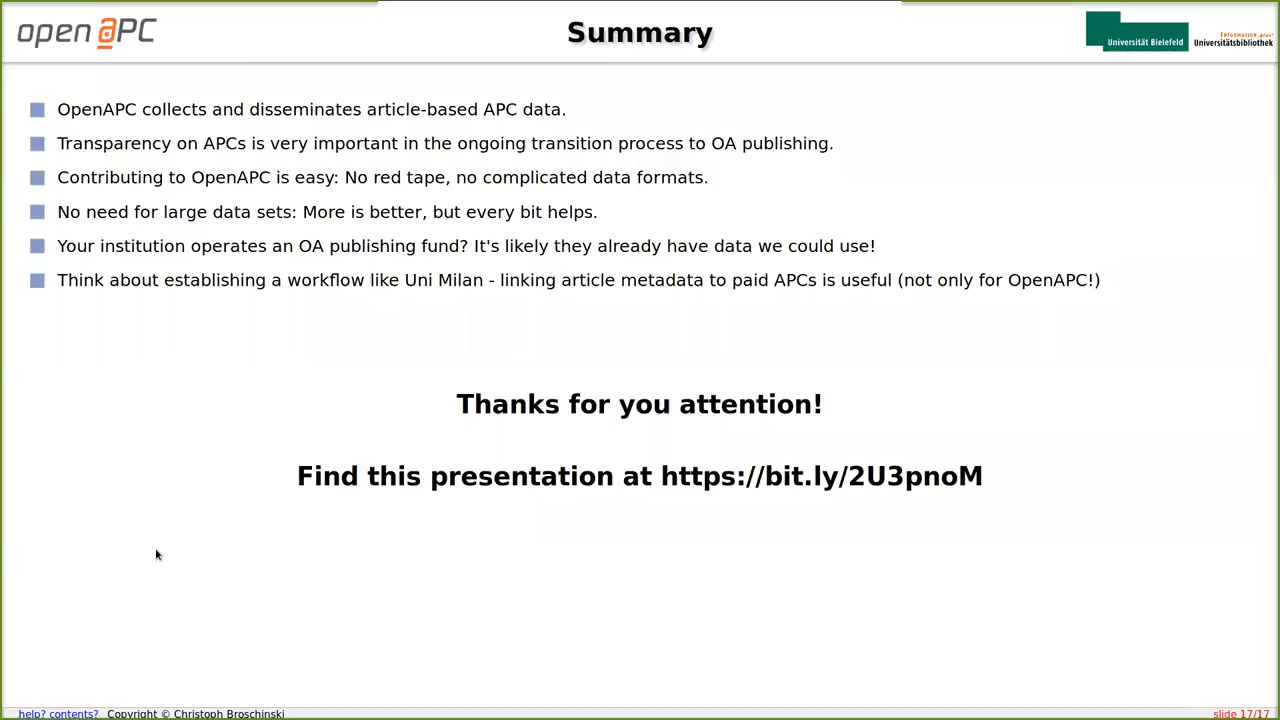 open aPC
Summary
Universität Bielefeld
Information.plus!
Universitätsbibliothek
OpenAPC collects and disseminates article-based APC data.
Transparency on APCs is very important in the ongoing transition process to OA publishing.
Contributing to OpenAPC is easy: No red tape, no complicated data formats.
No need for large data sets: More is better, but every bit helps.
Your institution operates an OA publishing fund? It's likely they already have data we could use!
Think about establishing a workflow like Uni Milan - linking article metadata to paid APCs is useful (not only for OpenAPC!)
Thanks for you attention!
Find this presentation at https://bit.ly/2U3pnoM
help? contents? Copyright © Christoph Broschinski
slide 17/17